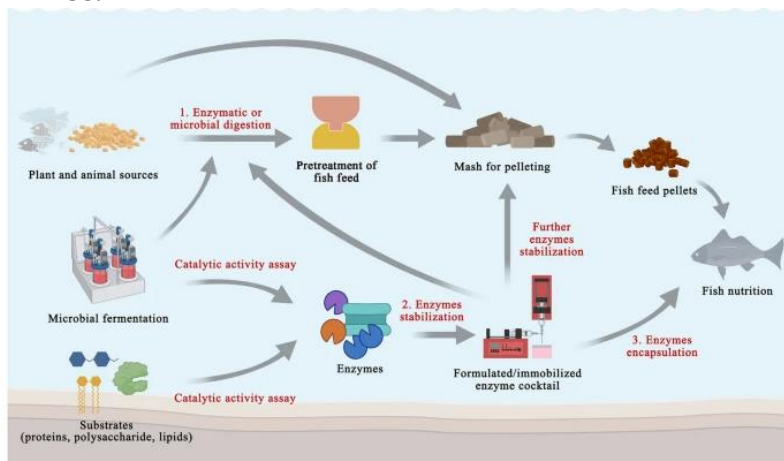 1. Enzymatic or
microbial digestion
Plant and animal sources
Pretreatment of
fish feed
Mash for pelleting
Fish feed pellets
Further
enzymes
stabilization
Catalytic activity assay
Microbial fermentation
2. Enzymes
stabilization
Fish nutrition
3. Enzymes
encapsulation
Enzymes
Formulated/immobilized
enzyme cocktail
Catalytic activity assay
Substrates
(proteins, polysaccharide, lipids)